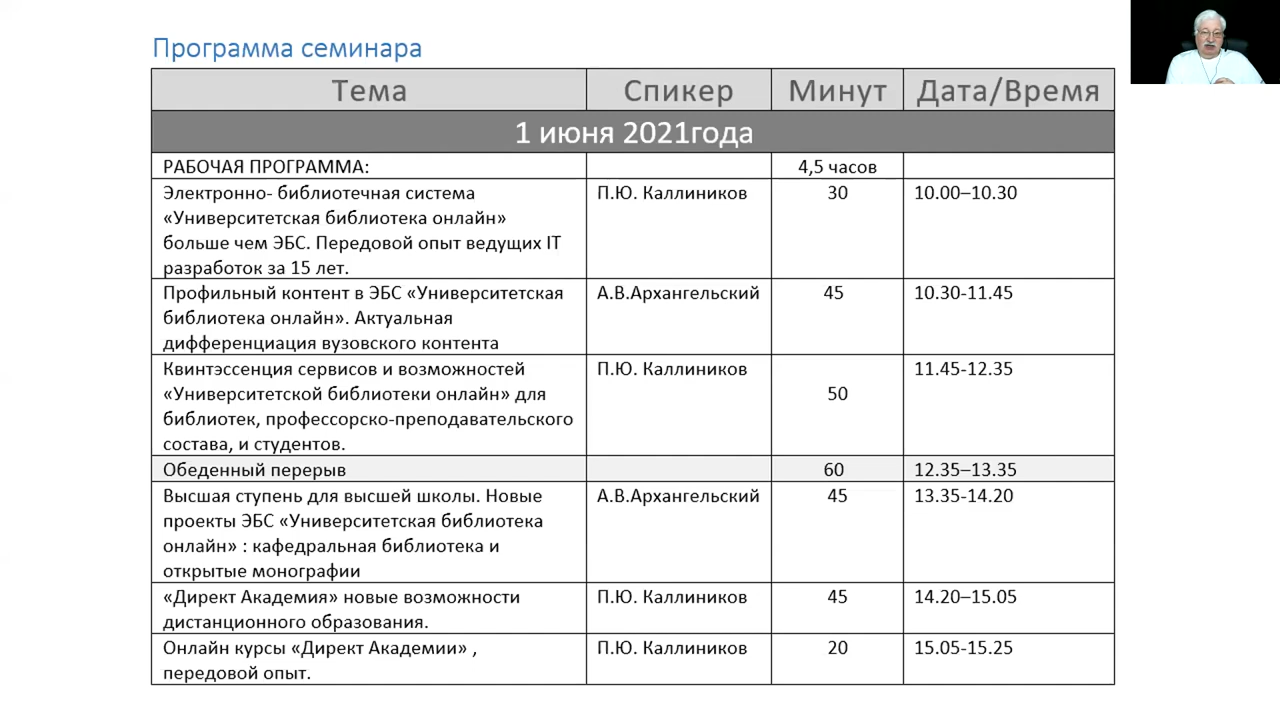 Программа семинара
Тема Спикер Минут Дата/Время
1 июня 2021года
РАБОЧАЯ ПРОГРАММА: 4,5 часов
Электронно- библиотечная система П.Ю. Каллиников 30 10.00–10.30
«Университетская библиотека онлайн»
больше чем ЭБС. Передовой опыт ведущих IT
разработок за 15 лет.
Профильный контент в ЭБС «Университетская А.В.Архангельский 45 10.30-11.45
библиотека онлайн». Актуальная
дифференциация вузовского контента
Квинтэссенция сервисов и возможностей П.Ю. Каллиников 11.45-12.35
«Университетской библиотеки онлайн» для 50
библиотек, профессорско-преподавательского
состава, и студентов.
Обеденный перерыв 60 12.35–13.35
Высшая ступень для высшей школы. Новые А.В.Архангельский 45 13.35-14.20
проекты ЭБС «Университетская библиотека
онлайн» : кафедральная библиотека и
открытые монографии
«Директ Академия» новые возможности П.Ю. Каллиников 45 14.20–15.05
дистанционного образования.
Онлайн курсы «Директ Академии» , П.Ю. Каллиников 20 15.05-15.25
передовой опыт.